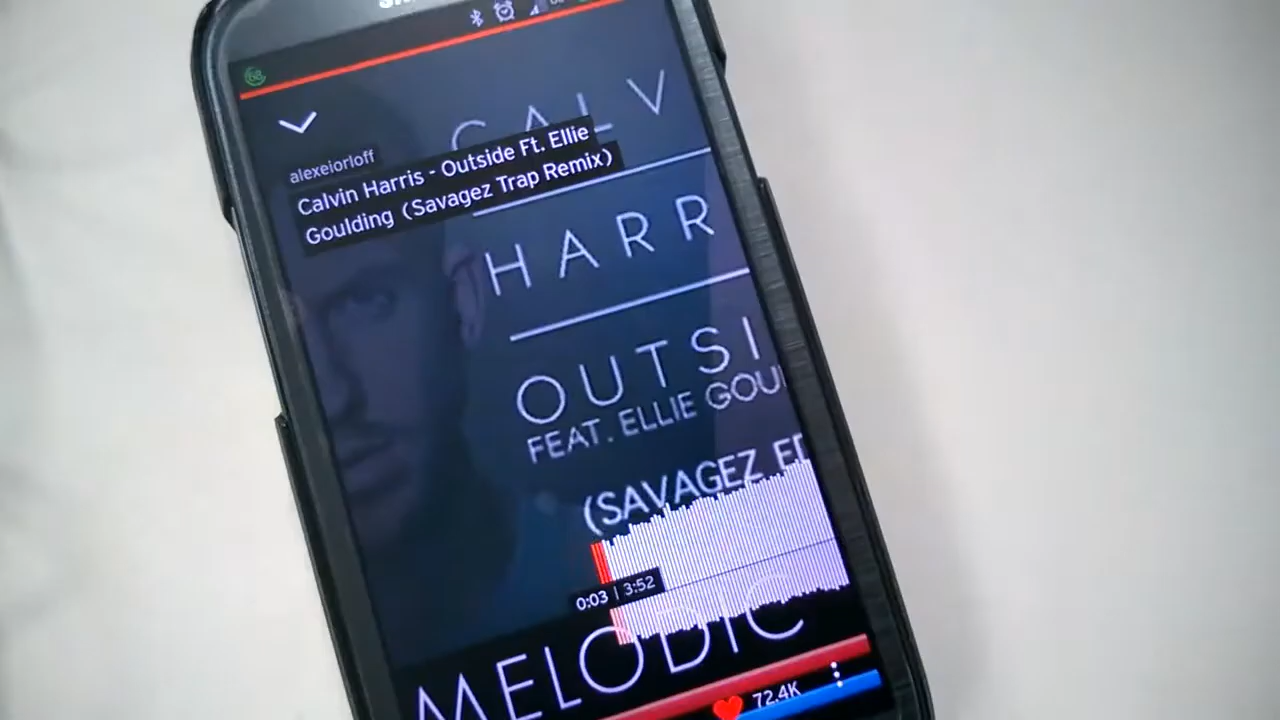 68
alexeiorloff
Calvin Harris - Outside Ft. Ellie
Goulding (Savagez Trap Remix)
CALV
HARR
OUTSI
FEAT. ELLIE GOU
(SAVAGEZ ED
0:03 | 3:52
MELODIC
72.4K